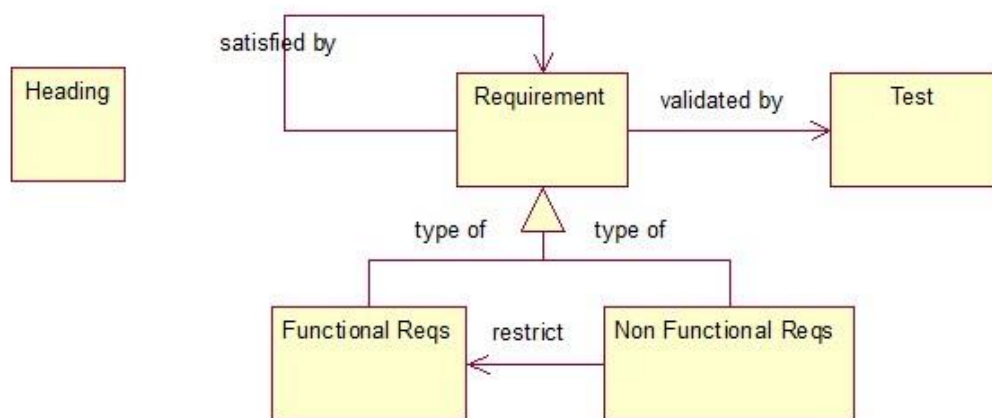 satisfied by
Heading
Requirement
validated by
Test
type of
type of
Functional Reqs
restrict
Non Functional Reqs